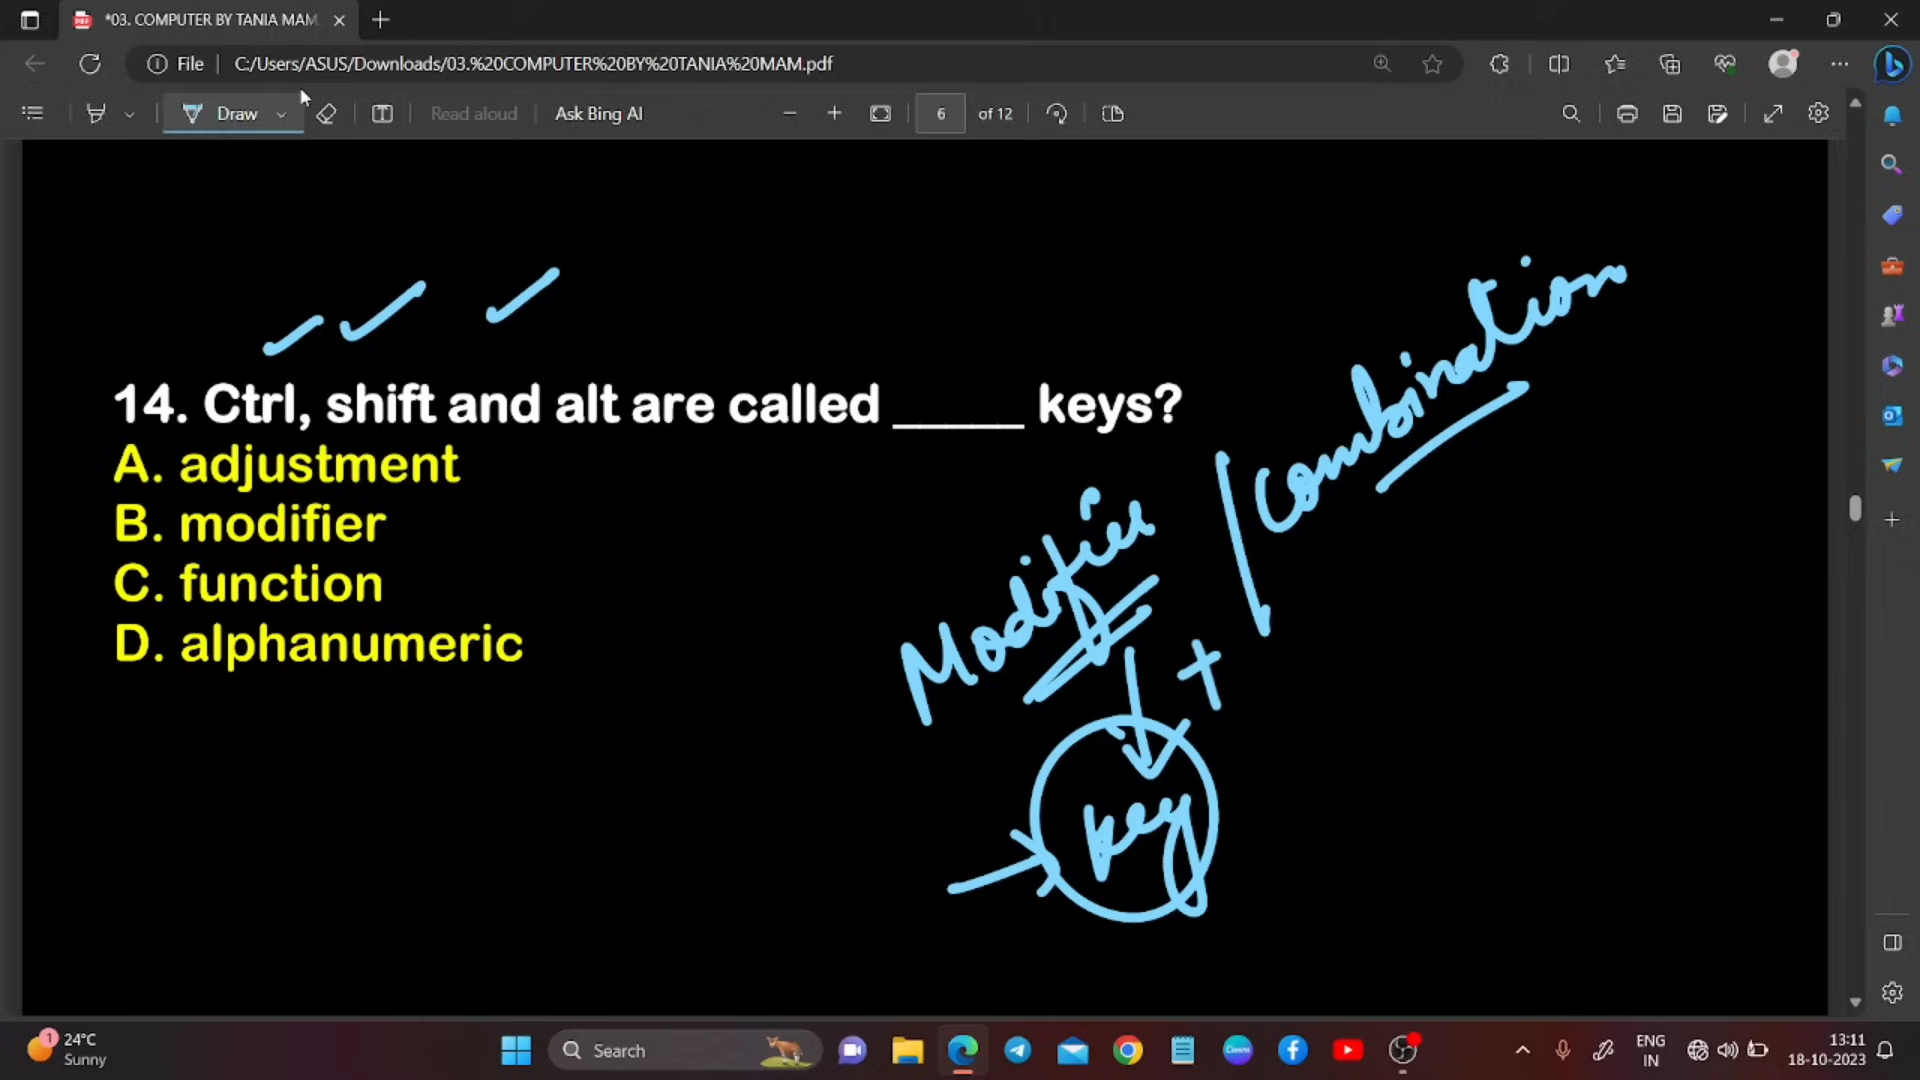 *03. COMPUTER BY TANIA MAM
File
C:/Users/ASUS/Downloads/03.%20COMPUTER%20BY%20TANIA%20MAM.pdf
Draw
Read aloud
Ask Bing AI
6
of 12
14. Ctrl, shift and alt are called _____ keys?
A. adjustment
B. modifier
C. function
D. alphanumeric
Modifier
/Combination
+
key
1
24°C
Sunny
Search
Canva
ENG
IN
13:11
18-10-2023